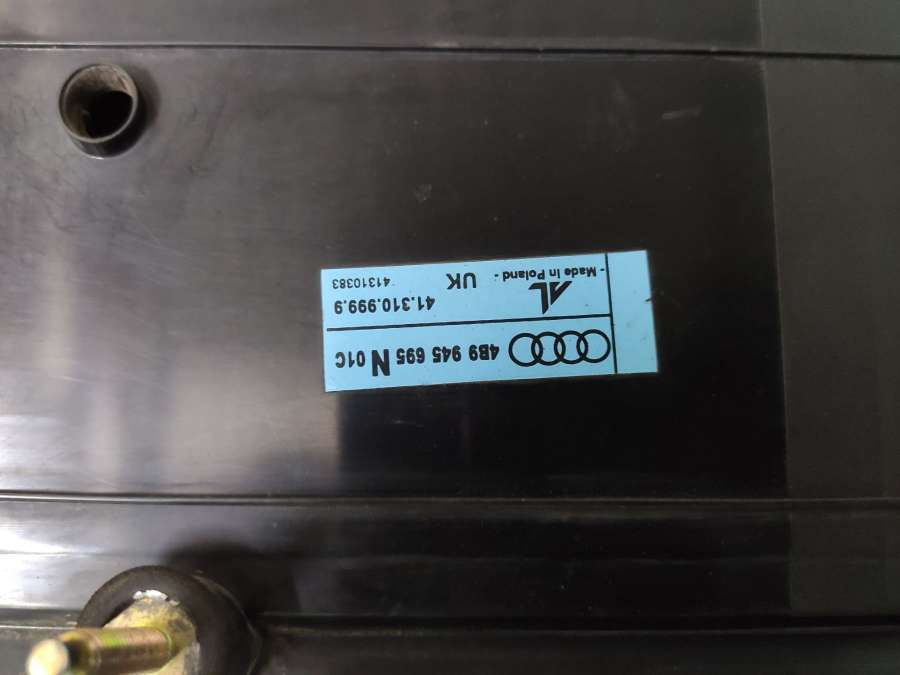 4B9 945 695 N 01C
41.310.999.9
AL UK 41310383
- Made in Poland -